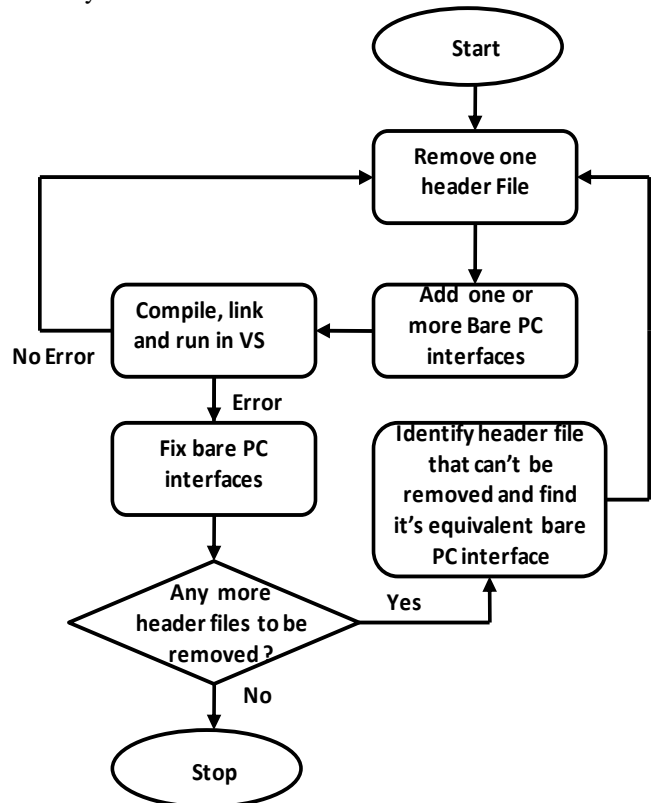 Start
Remove one
header File
Add one or
more Bare PC
interfaces
Compile, link
and run in VS
No Error
Error
Fix bare PC
interfaces
Identify header file
that can't be
removed and find
it's equivalent bare
PC interface
Any more
header files to be
removed ?
Yes
No
Stop